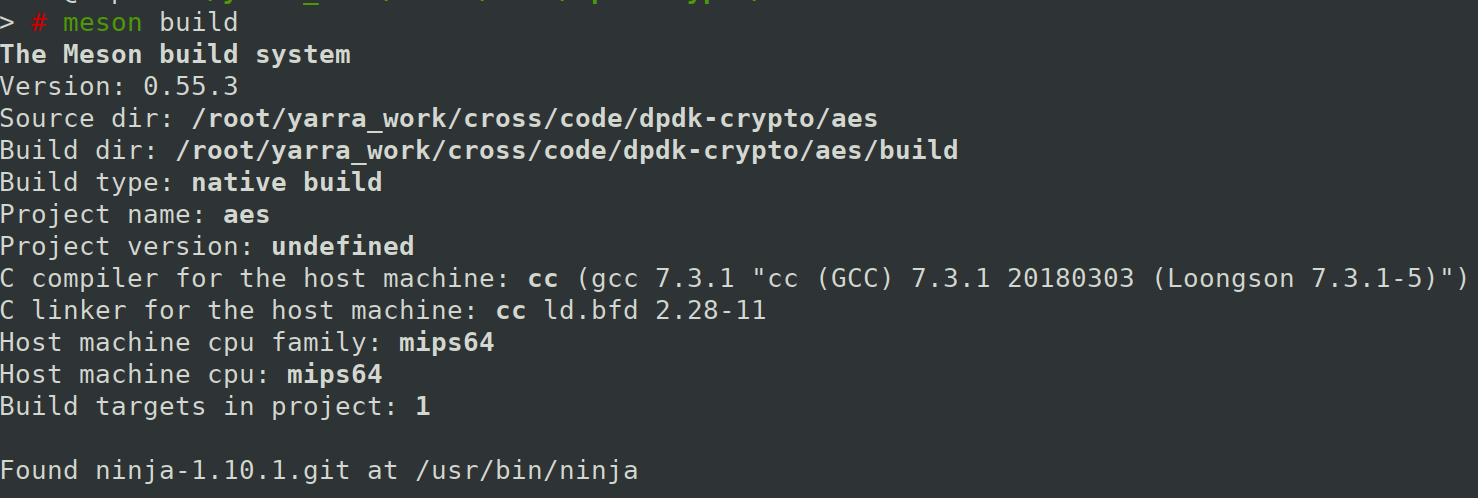 > # meson build
The Meson build system
Version: 0.55.3
Source dir: /root/yarra_work/cross/code/dpdk-crypto/aes
Build dir: /root/yarra_work/cross/code/dpdk-crypto/aes/build
Build type: native build
Project name: aes
Project version: undefined
C compiler for the host machine: cc (gcc 7.3.1 "cc (GCC) 7.3.1 20180303 (Loongson 7.3.1-5)")
C linker for the host machine: cc ld.bfd 2.28-11
Host machine cpu family: mips64
Host machine cpu: mips64
Build targets in project: 1
Found ninja-1.10.1.git at /usr/bin/ninja